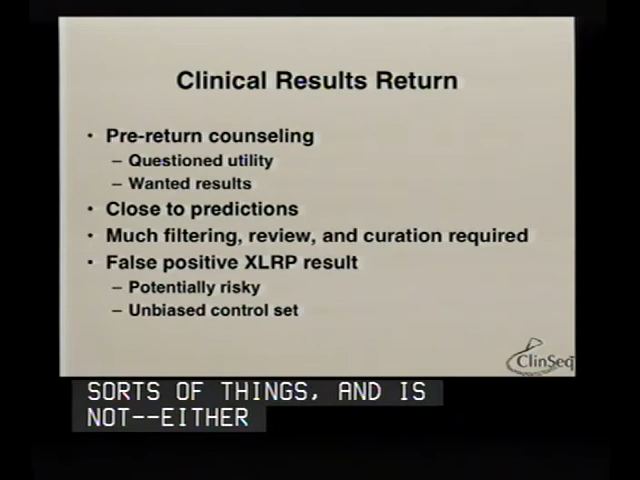 Clinical Results Return
• Pre-return counseling
– Questioned utility
– Wanted results
• Close to predictions
• Much filtering, review, and curation required
• False positive XLRP result
– Potentially risky
– Unbiased control set
ClinSeq
SORTS OF THINGS, AND IS
NOT--EITHER